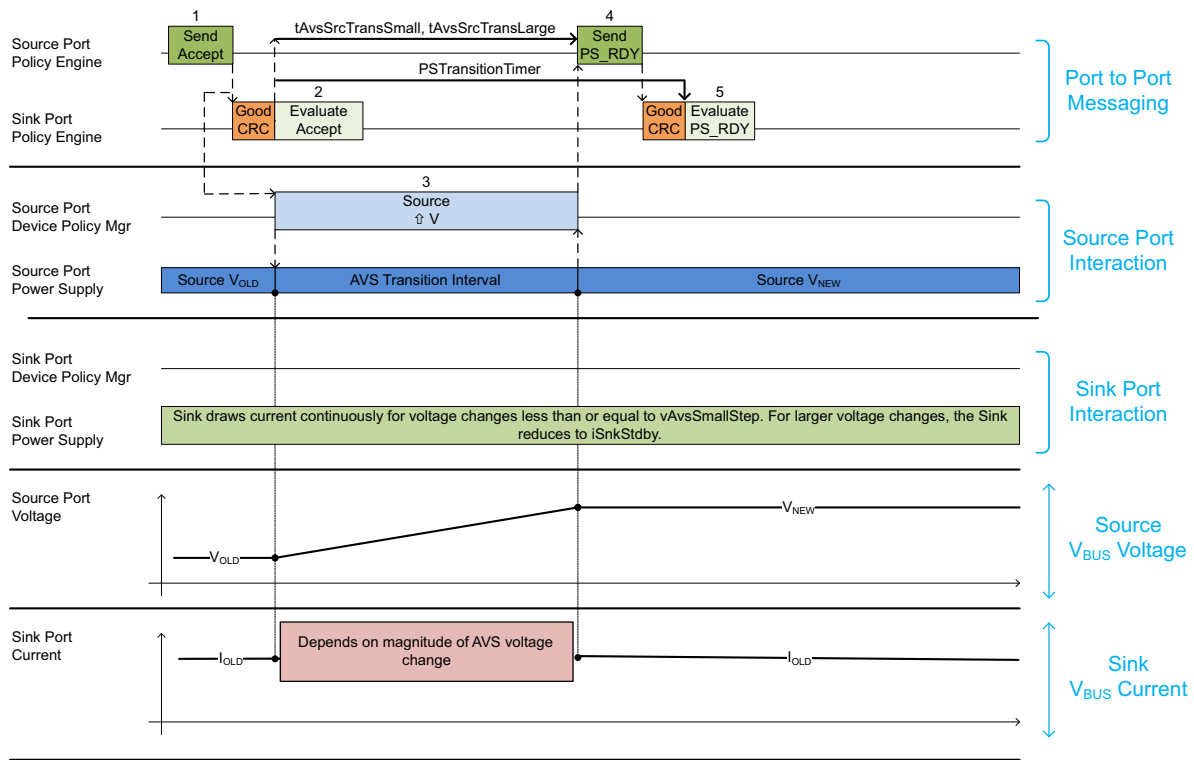 1
4
Source Port
Policy Engine
Send
Accept
tAvsSrcTransSmall, tAvsSrcTransLarge
Send
PS_RDY
PSTransitionTimer
2
5
Sink Port
Policy Engine
Good
CRC
Evaluate
Accept
Good
CRC
Evaluate
PS_RDY
Port to Port
Messaging
3
Source Port
Device Policy Mgr
Source
⇧ V
Source Port
Power Supply
Source VOLD
AVS Transition Interval
Source VNEW
Source Port
Interaction
Sink Port
Device Policy Mgr
Sink Port
Power Supply
Sink draws current continuously for voltage changes less than or equal to vAvsSmallStep. For larger voltage changes, the Sink
reduces to iSnkStdby.
Sink Port
Interaction
Source Port
Voltage
VOLD
VNEW
Source
VBUS Voltage
Sink Port
Current
IOLD
Depends on magnitude of AVS voltage
change
IOLD
Sink
VBUS Current